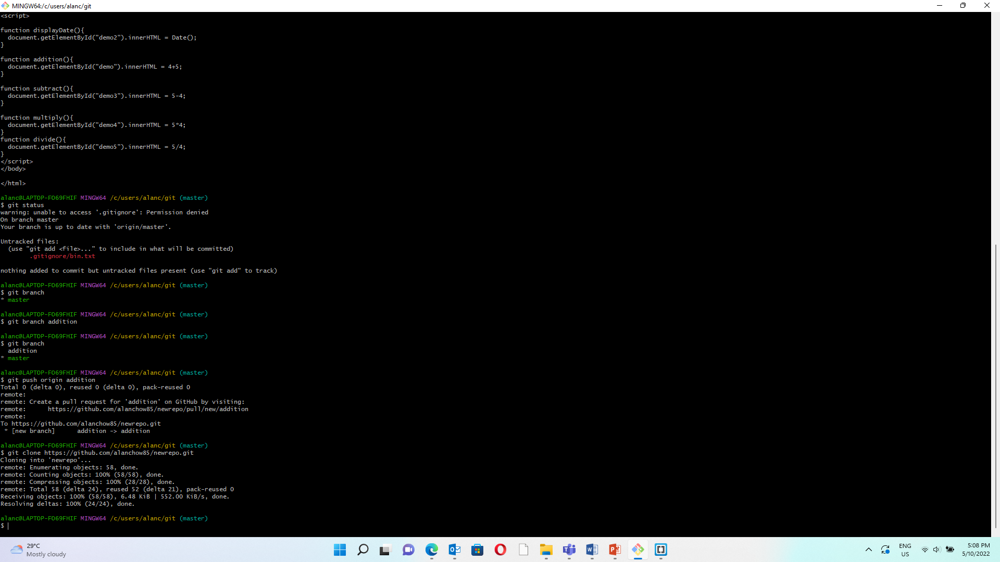 MINGW64:/c/users/alanc/git
<script>
function displayDate(){
document.getElementById("demo2").innerHTML = Date();
}
function addition(){
document.getElementById("demo").innerHTML = 4+5;
}
function subtract(){
document.getElementById("demo3").innerHTML = 5-4;
}
function multiply(){
document.getElementById("demo4").innerHTML = 5*4;
}
function divide(){
document.getElementById("demo5").innerHTML = 5/4;
}
</script>
</body>
</html>
alanc@LAPTOP-FO69FHIF MINGW64 /c/users/alanc/git (master)
$ git status
warning: unable to access '.gitignore': Permission denied
On branch master
Your branch is up to date with 'origin/master'.
Untracked files:
(use "git add <file>..." to include in what will be committed)
.gitignore/bin.txt
nothing added to commit but untracked files present (use "git add" to track)
alanc@LAPTOP-FO69FHIF MINGW64 /c/users/alanc/git (master)
$ git branch
* master
alanc@LAPTOP-FO69FHIF MINGW64 /c/users/alanc/git (master)
$ git branch addition
alanc@LAPTOP-FO69FHIF MINGW64 /c/users/alanc/git (master)
$ git branch
addition
* master
alanc@LAPTOP-FO69FHIF MINGW64 /c/users/alanc/git (master)
$ git push origin addition
Total 0 (delta 0), reused 0 (delta 0), pack-reused 0
remote:
remote: Create a pull request for 'addition' on GitHub by visiting:
remote:      https://github.com/alanchow85/newrepo/pull/new/addition
remote:
To https://github.com/alanchow85/newrepo.git
* [new branch]      addition -> addition
alanc@LAPTOP-FO69FHIF MINGW64 /c/users/alanc/git (master)
$ git clone https://github.com/alanchow85/newrepo.git
Cloning into 'newrepo'...
remote: Enumerating objects: 58, done.
remote: Counting objects: 100% (58/58), done.
remote: Compressing objects: 100% (28/28), done.
remote: Total 58 (delta 24), reused 52 (delta 21), pack-reused 0
Receiving objects: 100% (58/58), 6.48 KiB | 552.00 KiB/s, done.
Resolving deltas: 100% (24/24), done.
alanc@LAPTOP-FO69FHIF MINGW64 /c/users/alanc/git (master)
$
29°C
Mostly cloudy
ENG
US
5:08 PM
5/10/2022